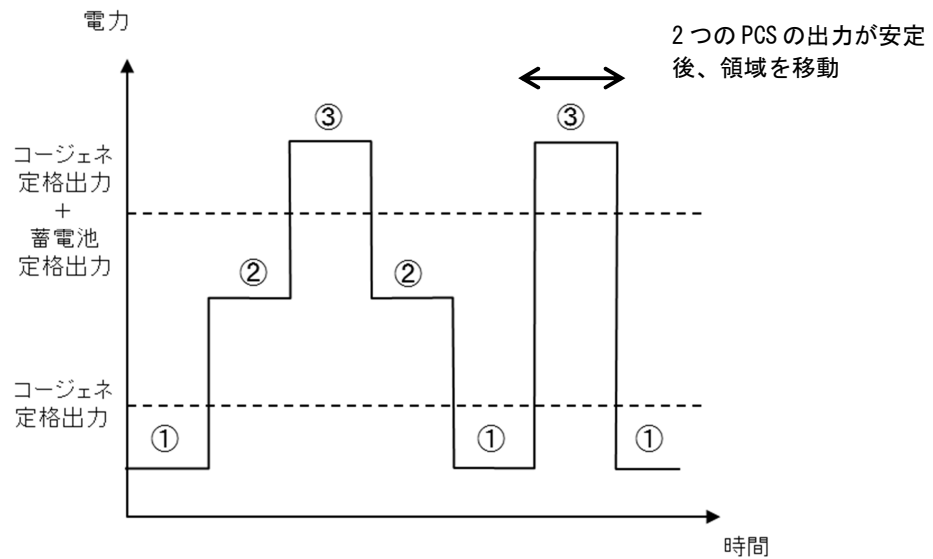 電力
2つのPCSの出力が安定
後、領域を移動
③
③
コージェネ
定格出力
+
蓄電池
定格出力
②
②
コージェネ
定格出力
①
①
①
時間